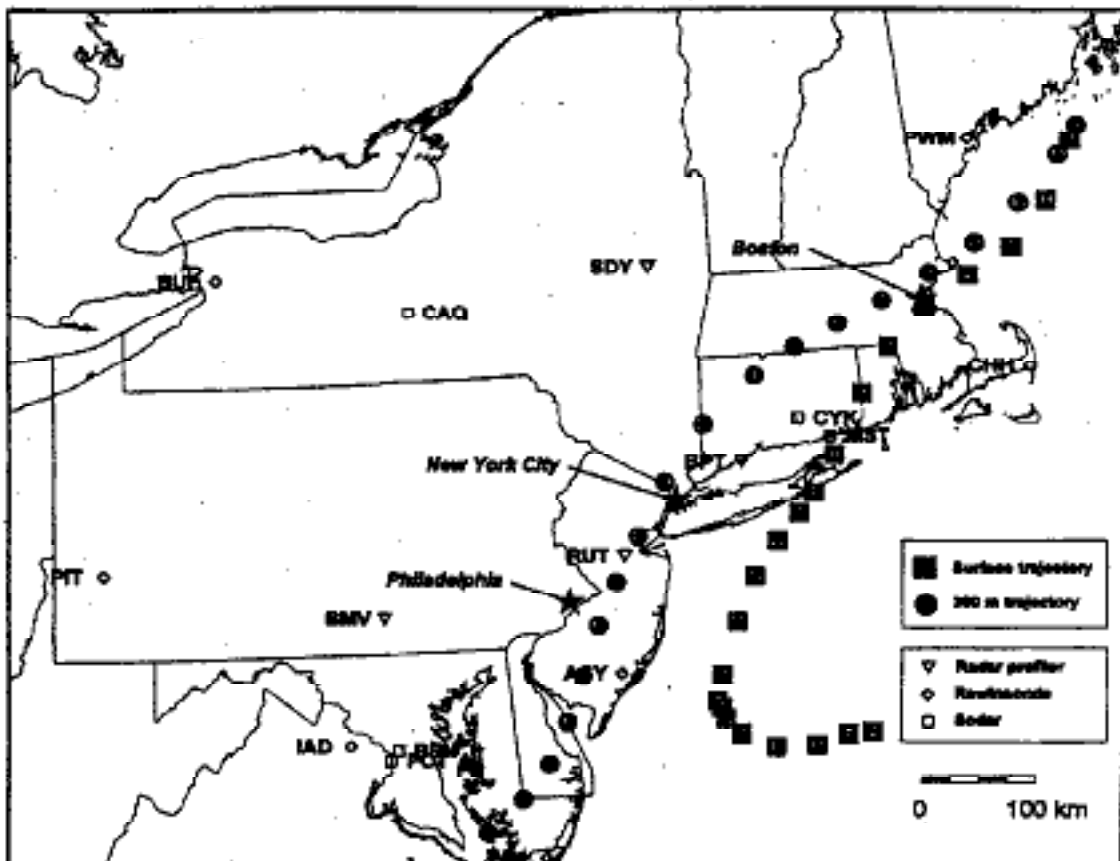 PWM
Boston
SDY
BUF
CAQ
CHH
CYK
New York City
BPT
RUT
PIT
Philadelphia
BMV
Surface trajectory
ASY
Radar profiler
Rawinsonde
Sodar
IAD
0 100 km